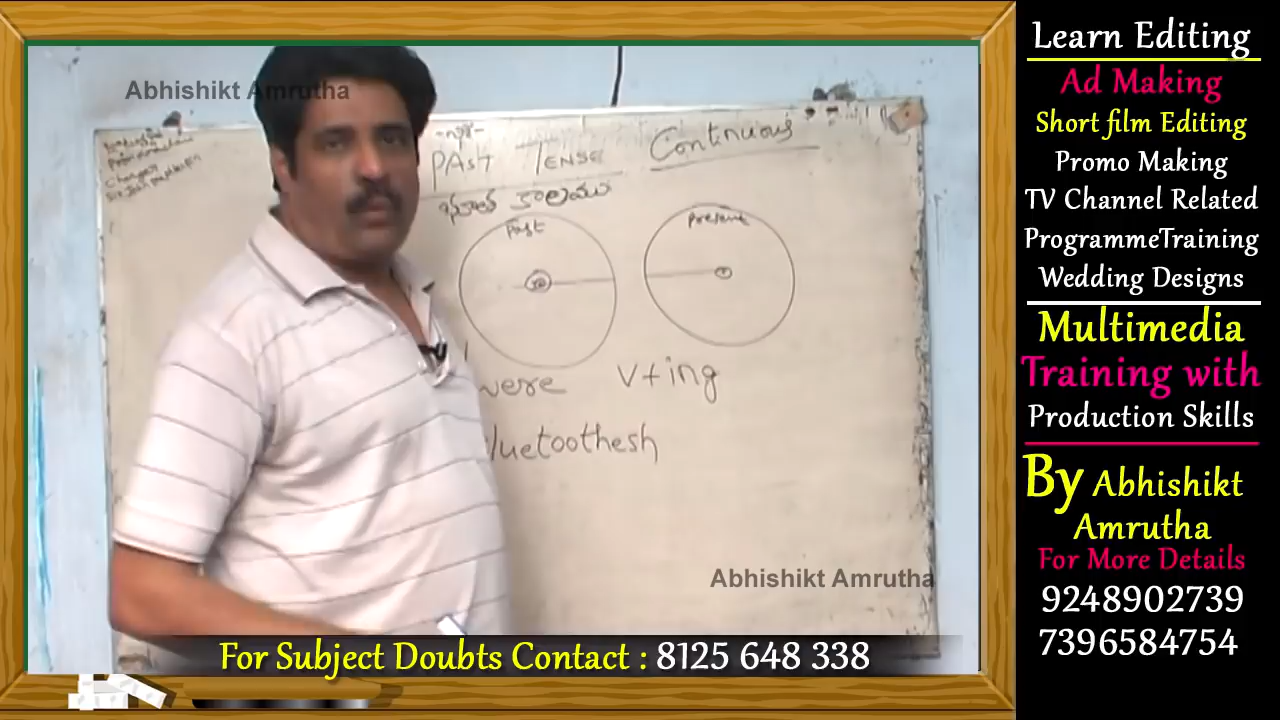 Abhishikt Amrutha
PAST TENSE Continuous
భూత కాలము
Past
Present
were V+ing
luetoothesh
Abhishikt Amrutha
For Subject Doubts Contact : 8125 648 338
Learn Editing
Ad Making
Short film Editing
Promo Making
TV Channel Related
ProgrammeTraining
Wedding Designs
Multimedia
Training with
Production Skills
By Abhishikt
Amrutha
For More Details
9248902739
7396584754